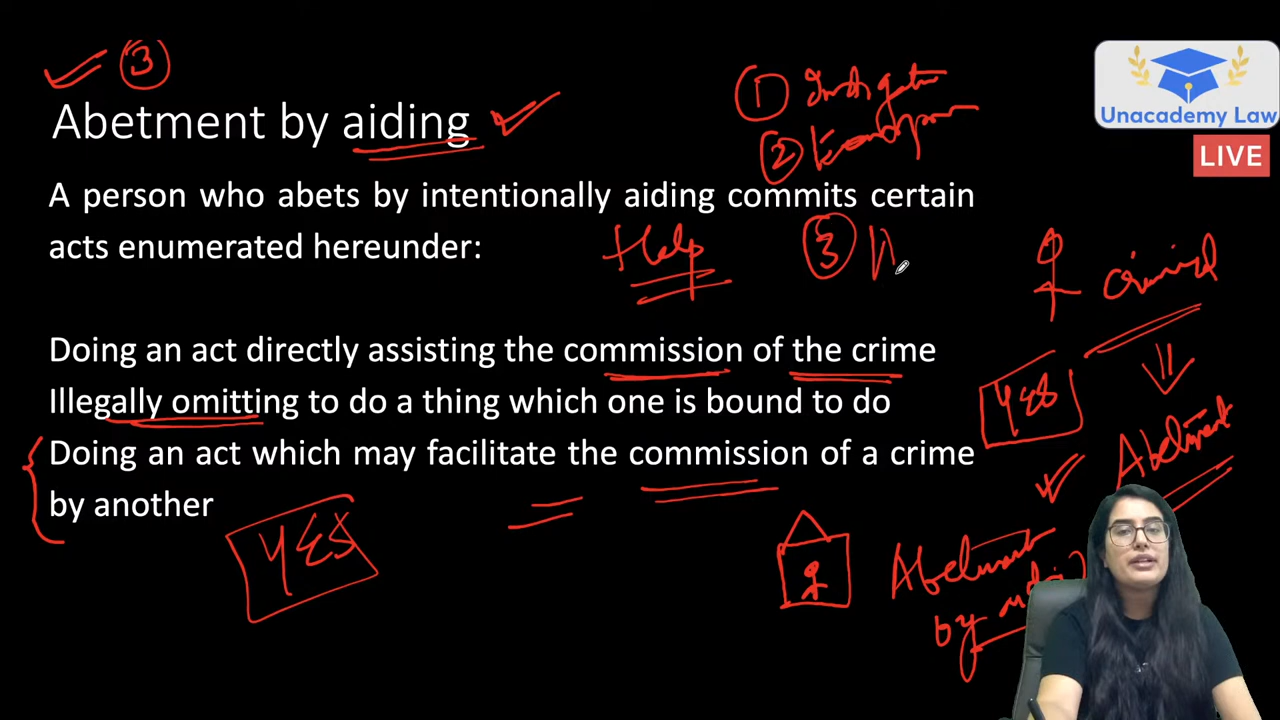 ③
Abetment by aiding
① Instigation
②
A person who abets by intentionally aiding commits certain
acts enumerated hereunder:
Help
③
criminal
Doing an act directly assisting the commission of the crime
Illegally omitting to do a thing which one is bound to do
YES
Abetment
Doing an act which may facilitate the commission of a crime
by another
YES
Abetment
by aiding
Unacademy Law
LIVE